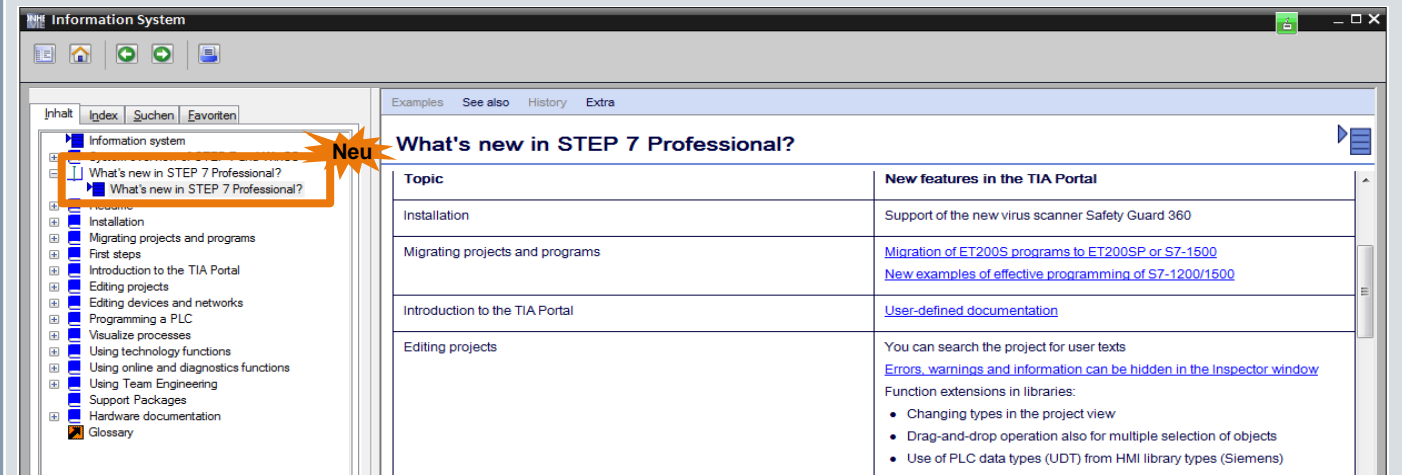 Information System
Inhalt Index Suchen Favoriten
Information system
What's new in STEP 7 Professional?
What's new in STEP 7 Professional?
Neu
Readme
Installation
Migrating projects and programs
First steps
Introduction to the TIA Portal
Editing projects
Editing devices and networks
Programming a PLC
Visualize processes
Using technology functions
Using online and diagnostics functions
Using Team Engineering
Support Packages
Hardware documentation
Glossary
Examples See also History Extra
What's new in STEP 7 Professional?
Topic New features in the TIA Portal
Installation Support of the new virus scanner Safety Guard 360
Migrating projects and programs Migration of ET200S programs to ET200SP or S7-1500
New examples of effective programming of S7-1200/1500
Introduction to the TIA Portal User-defined documentation
Editing projects You can search the project for user texts
Errors, warnings and information can be hidden in the Inspector window
Function extensions in libraries:
• Changing types in the project view
• Drag-and-drop operation also for multiple selection of objects
• Use of PLC data types (UDT) from HMI library types (Siemens)